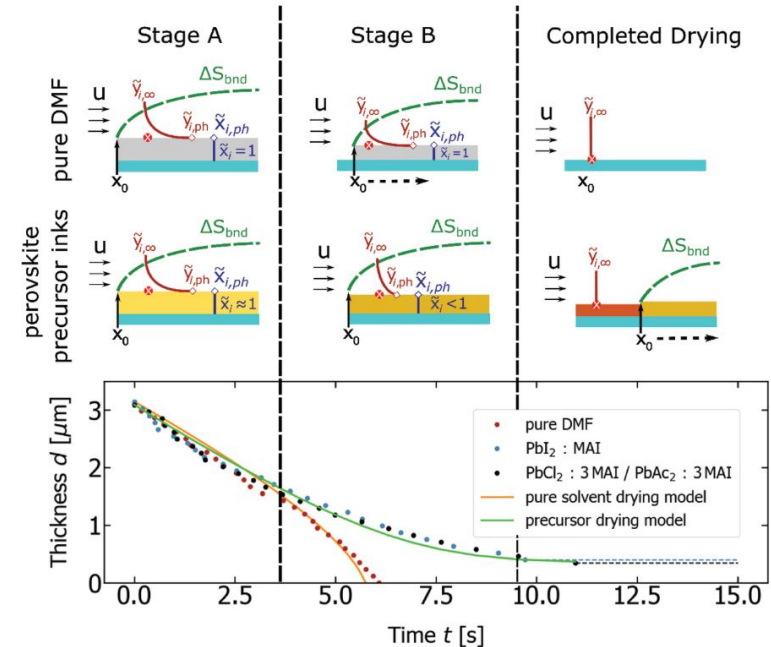 Stage A
Stage B
Completed Drying
pure DMF
u
ỹi,∞
ΔSbnd
ỹi,ph
x̃i,ph
x̃i = 1
x0
u
ỹi,∞
ΔSbnd
ỹi,ph
x̃i,ph
x̃i = 1
x0
u
ỹi,∞
x0
perovskite
precursor inks
u
ỹi,∞
ΔSbnd
ỹi,ph
x̃i,ph
x̃i ≈ 1
x0
u
ỹi,∞
ΔSbnd
ỹi,ph
x̃i,ph
x̃i < 1
x0
u
ỹi,∞
ΔSbnd
x0
Thickness d [μm]
3
2
1
0
pure DMF
PbI2 : MAI
PbCl2 : 3 MAI / PbAc2 : 3 MAI
pure solvent drying model
precursor drying model
0.0 2.5 5.0 7.5 10.0 12.5 15.0
Time t [s]